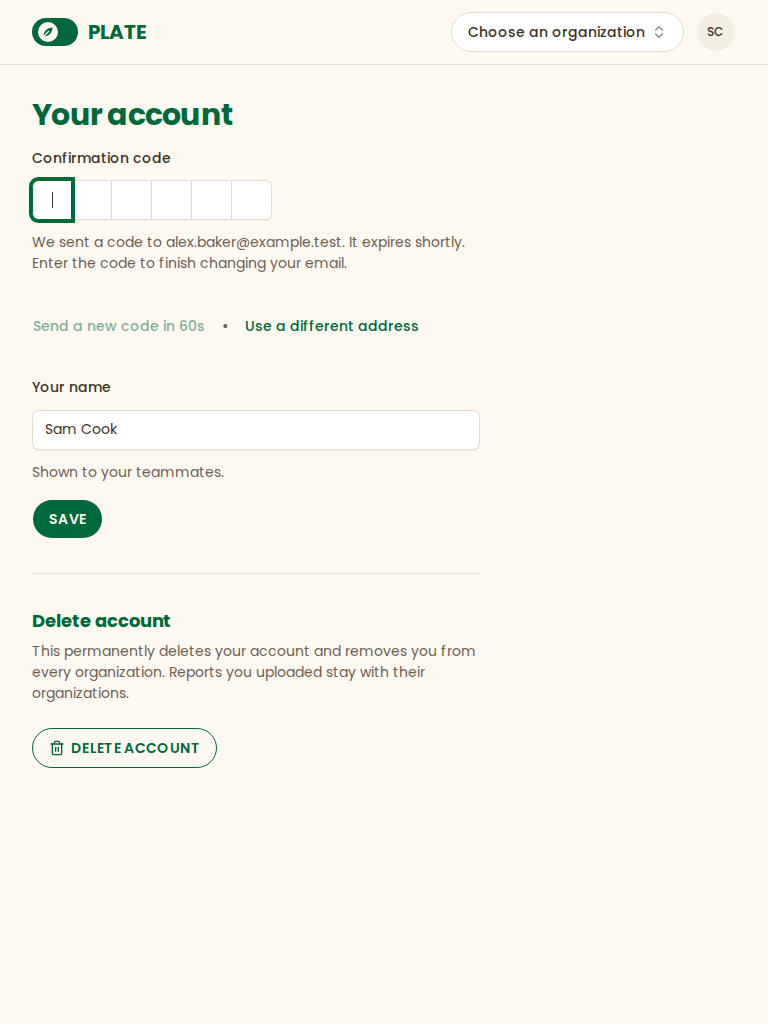 PLATE
Choose an organization
SC
Your account
Confirmation code
We sent a code to alex.baker@example.test. It expires shortly.
Enter the code to finish changing your email.
Send a new code in 60s • Use a different address
Your name
Sam Cook
Shown to your teammates.
SAVE
Delete account
This permanently deletes your account and removes you from
every organization. Reports you uploaded stay with their
organizations.
DELETE ACCOUNT